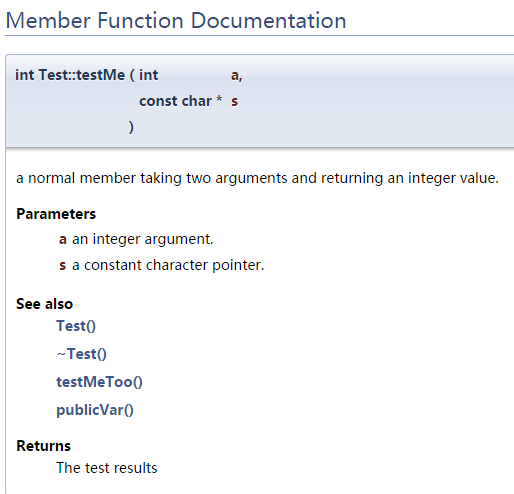 Member Function Documentation
int Test::testMe ( int a,
const char * s
)
a normal member taking two arguments and returning an integer value.
Parameters
a an integer argument.
s a constant character pointer.
See also
Test()
~Test()
testMeToo()
publicVar()
Returns
The test results